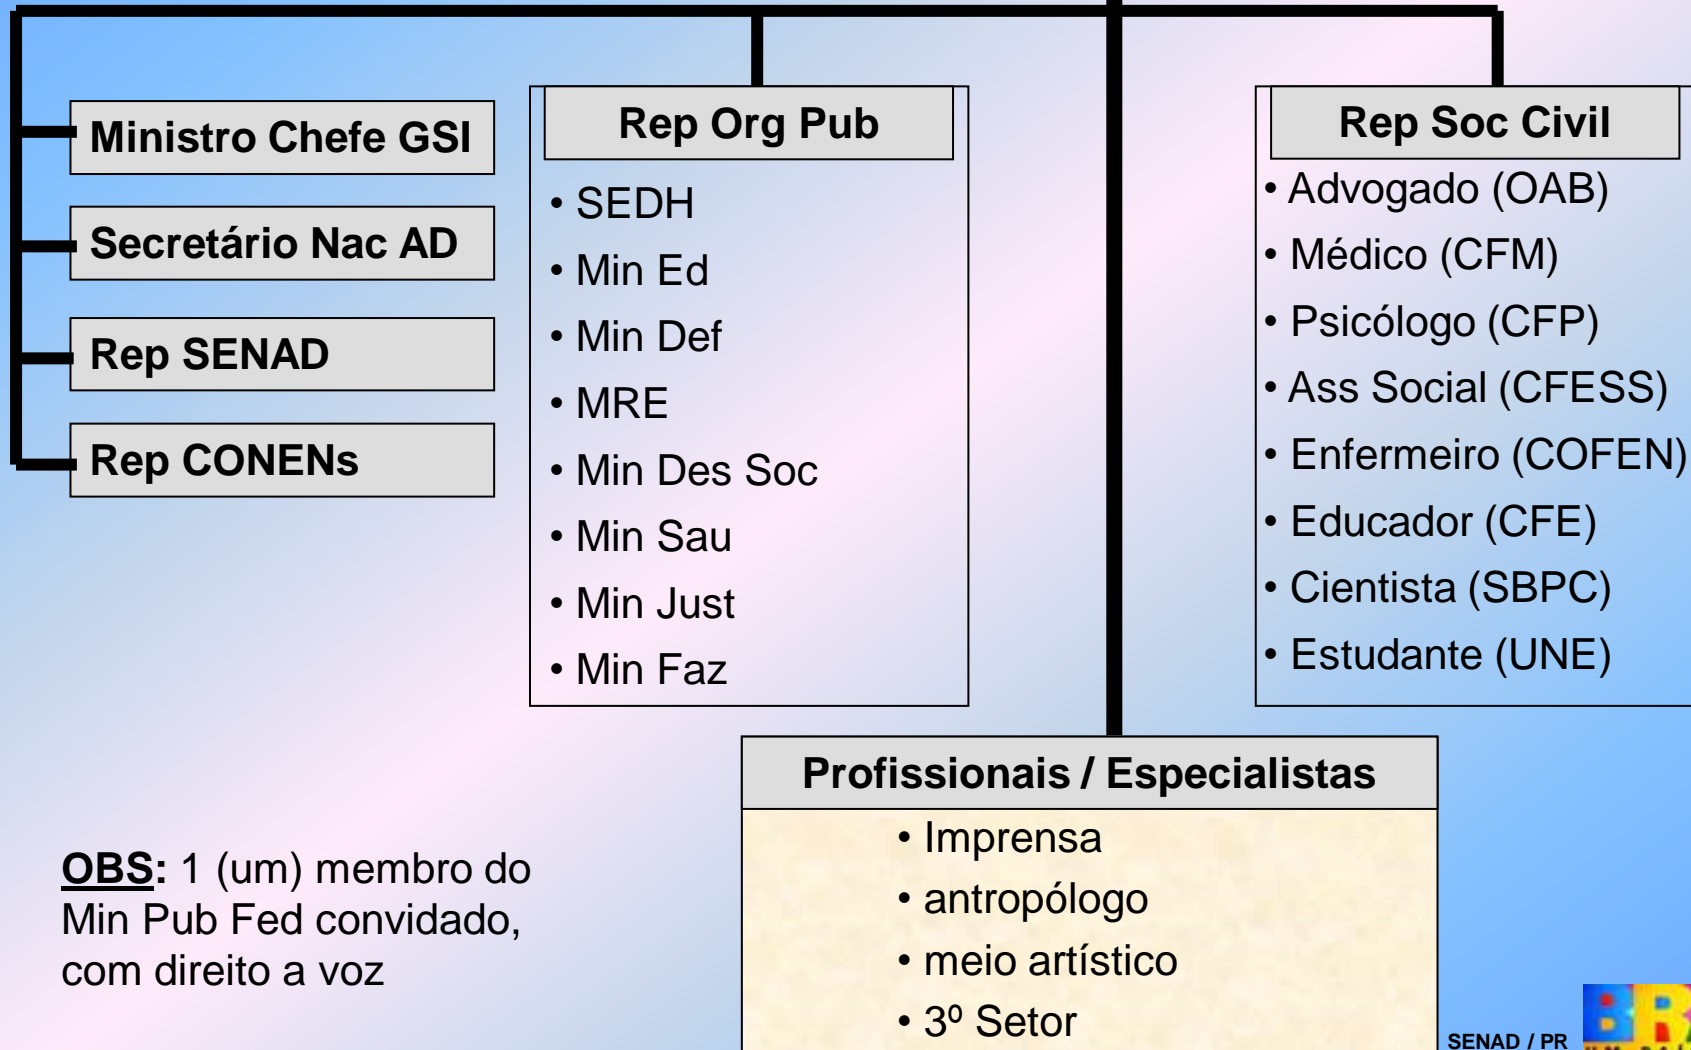 Ministro Chefe GSI
Secretário Nac AD
Rep SENAD
Rep CONENs
Rep Org Pub
• SEDH
• Min Ed
• Min Def
• MRE
• Min Des Soc
• Min Sau
• Min Just
• Min Faz
Rep Soc Civil
• Advogado (OAB)
• Médico (CFM)
• Psicólogo (CFP)
• Ass Social (CFESS)
• Enfermeiro (COFEN)
• Educador (CFE)
• Cientista (SBPC)
• Estudante (UNE)
Profissionais / Especialistas
• Imprensa
• antropólogo
• meio artístico
• 3º Setor
OBS: 1 (um) membro do
Min Pub Fed convidado,
com direito a voz
SENAD / PR
BRA